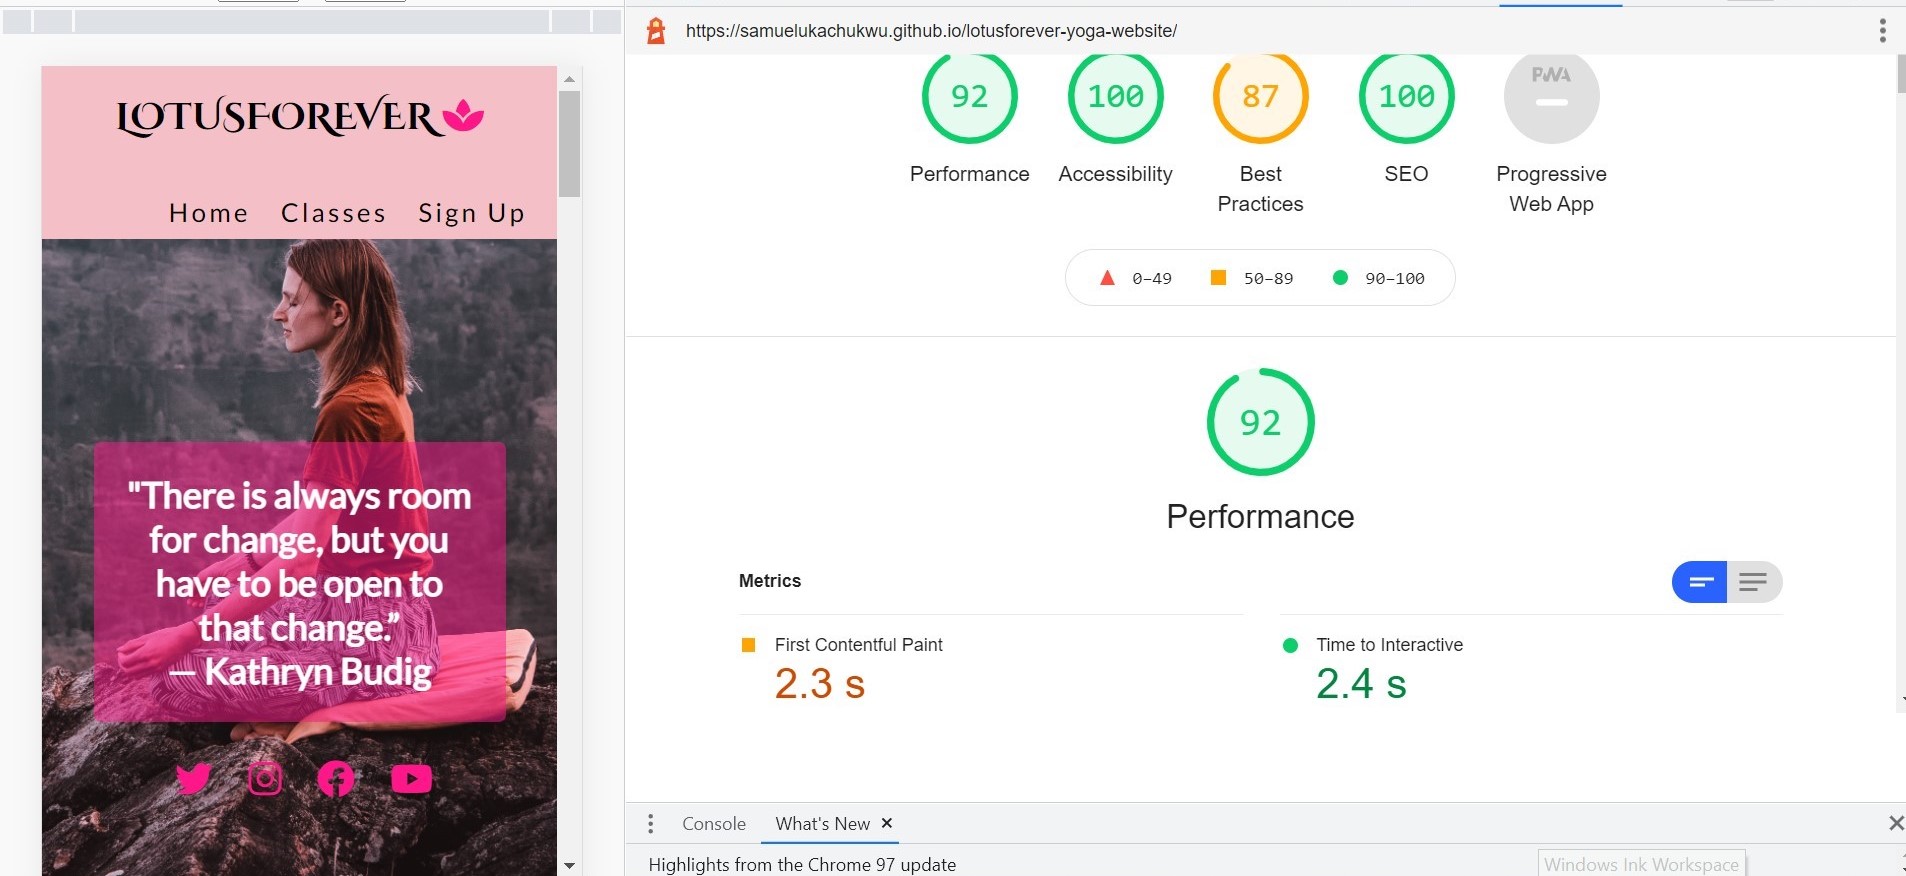 LOTUSFOREVER
Home Classes Sign Up
"There is always room
for change, but you
have to be open to
that change.”
— Kathryn Budig
https://samuelukachukwu.github.io/lotusforever-yoga-website/
92 100 87 100 PWA
Performance Accessibility Best Practices SEO Progressive Web App
0–49 50–89 90–100
92
Performance
Metrics
First Contentful Paint
2.3 s
Time to Interactive
2.4 s
Console What's New ×
Highlights from the Chrome 97 update
Windows Ink Workspace